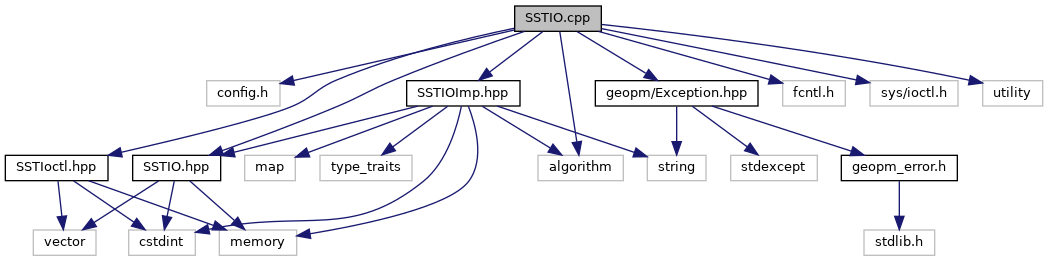 SSTIO.cpp
config.h
SSTIOImp.hpp
geopm/Exception.hpp
fcntl.h
sys/ioctl.h
utility
SSTIoctl.hpp
SSTIO.hpp
map
type_traits
algorithm
string
stdexcept
geopm_error.h
vector
cstdint
memory
stdlib.h